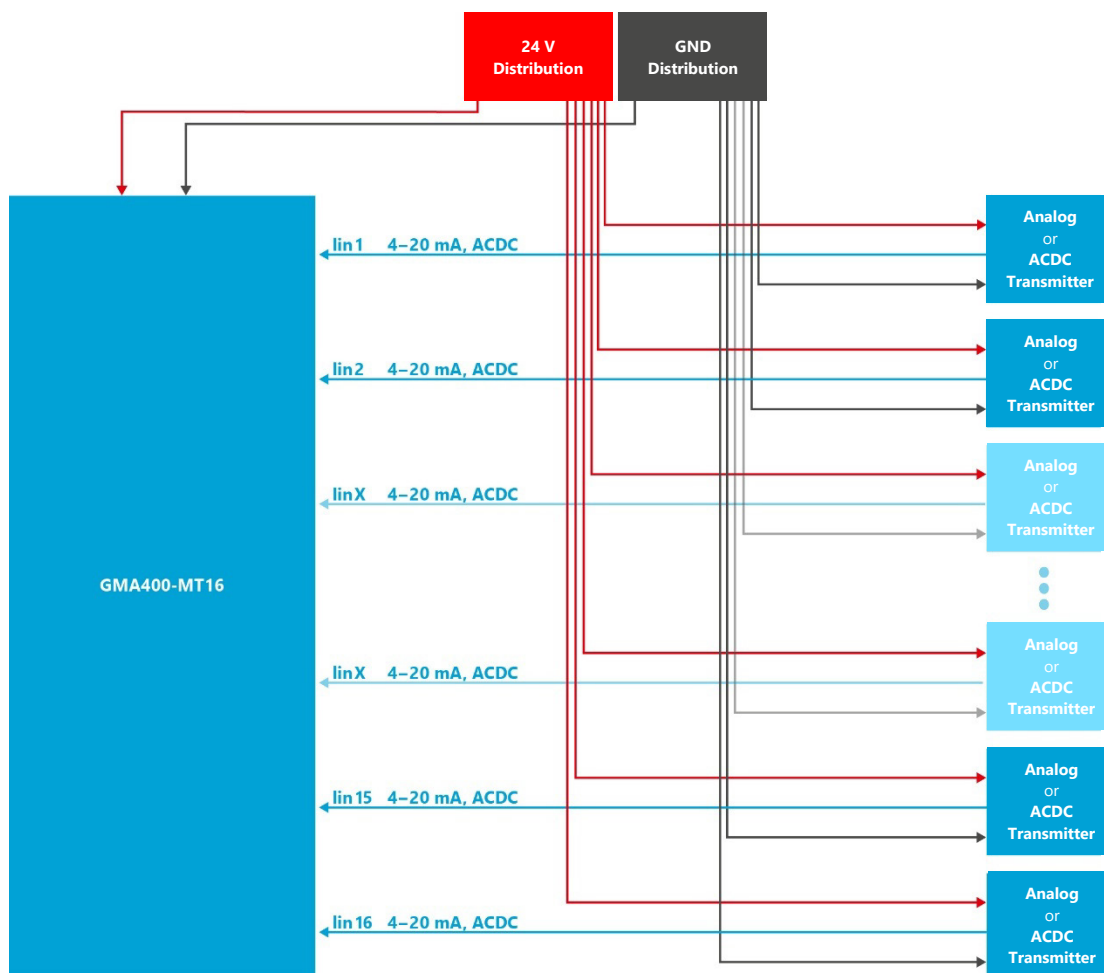 24 V
Distribution
GND
Distribution
Iin1 4–20 mA, ACDC
Analog
or
ACDC
Transmitter
Iin2 4–20 mA, ACDC
Analog
or
ACDC
Transmitter
IinX 4–20 mA, ACDC
Analog
or
ACDC
Transmitter
GMA400-MT16
IinX 4–20 mA, ACDC
Analog
or
ACDC
Transmitter
Iin15 4–20 mA, ACDC
Analog
or
ACDC
Transmitter
Iin16 4–20 mA, ACDC
Analog
or
ACDC
Transmitter